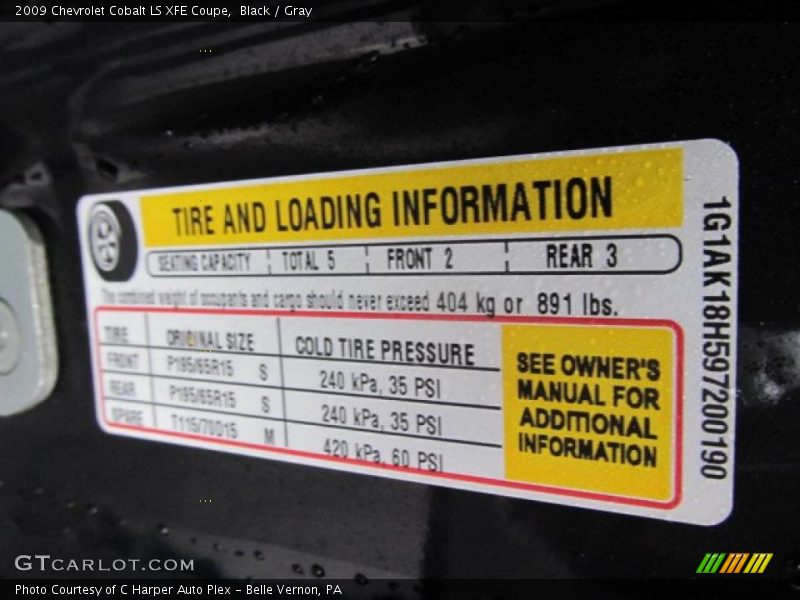 2009 Chevrolet Cobalt LS XFE Coupe, Black / Gray
TIRE AND LOADING INFORMATION
SEATING CAPACITY TOTAL 5 FRONT 2 REAR 3
The combined weight of occupants and cargo should never exceed 404 kg or 891 lbs.
TIRE ORIGINAL SIZE COLD TIRE PRESSURE
FRONT P195/65R15 S 240 kPa, 35 PSI
REAR P195/65R15 S 240 kPa, 35 PSI
SPARE T115/70D15 M 420 kPa, 60 PSI
SEE OWNER'S
MANUAL FOR
ADDITIONAL
INFORMATION
1G1AK18H597200190
GTCARLOT.COM
Photo Courtesy of C Harper Auto Plex - Belle Vernon, PA